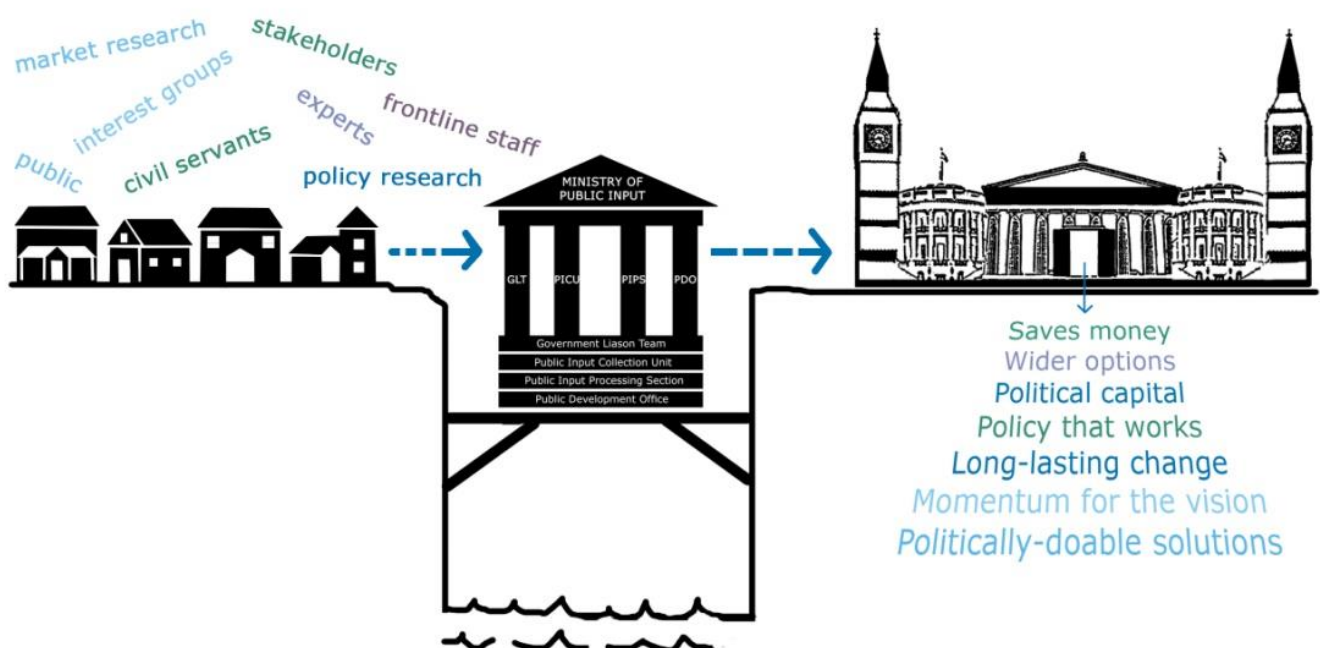 market research
stakeholders
interest groups
experts
frontline staff
public
civil servants
policy research
MINISTRY OF
PUBLIC INPUT
GLT
PICU
PIPS
PDO
Government Liason Team
Public Input Collection Unit
Public Input Processing Section
Public Development Office
Saves money
Wider options
Political capital
Policy that works
Long-lasting change
Momentum for the vision
Politically-doable solutions